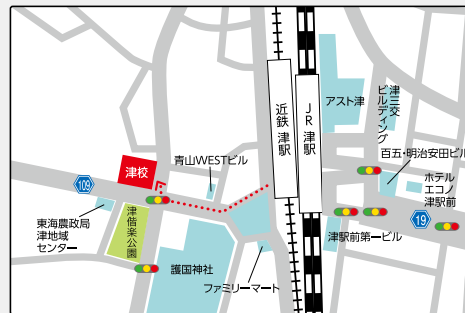 アスト津
津三交
ビルディング
近鉄 津駅
JR 津駅
百五・明治安田ビル
青山WESTビル
津校
109
ホテル
エコノ
津駅前
19
東海農政局
津地域
センター
津偕楽公園
津駅前第一ビル
護国神社
ファミリーマート